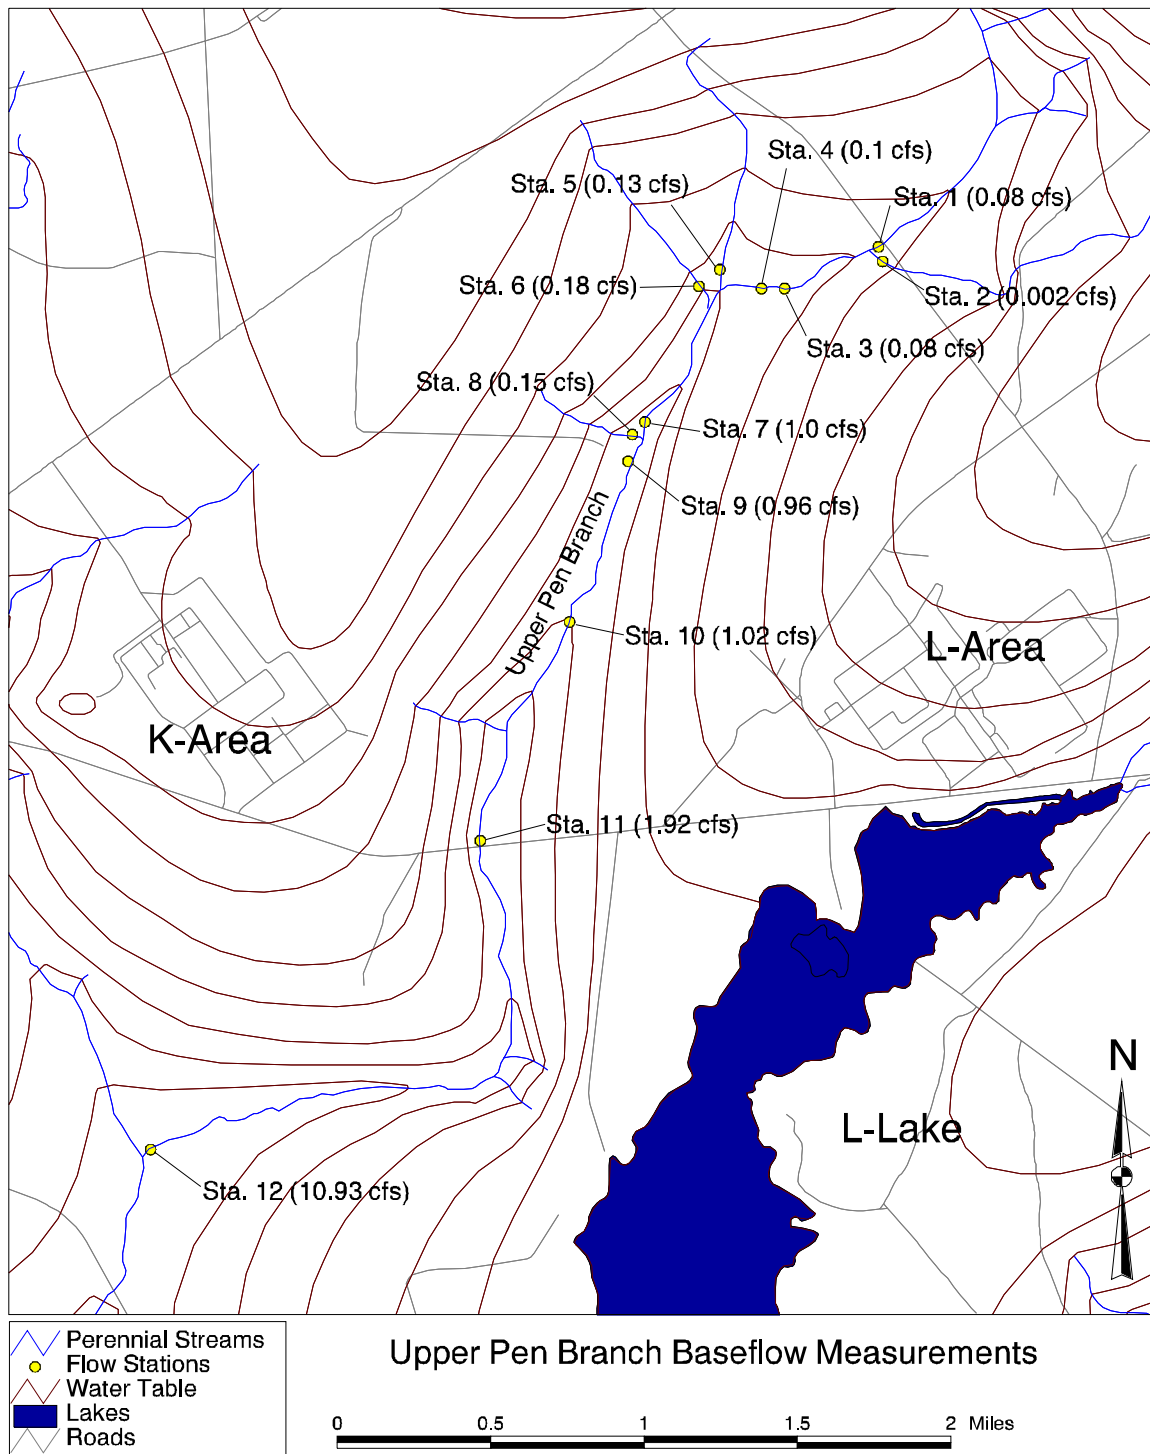 Sta. 4 (0.1 cfs)
Sta. 5 (0.13 cfs)
Sta. 1 (0.08 cfs)
Sta. 6 (0.18 cfs)
Sta. 2 (0.002 cfs)
Sta. 3 (0.08 cfs)
Sta. 8 (0.15 cfs)
Sta. 7 (1.0 cfs)
Sta. 9 (0.96 cfs)
Upper Pen Branch
Sta. 10 (1.02 cfs)
L-Area
K-Area
Sta. 11 (1.92 cfs)
N
L-Lake
Sta. 12 (10.93 cfs)
Perennial Streams
Flow Stations
Water Table
Lakes
Roads
Upper Pen Branch Baseflow Measurements
0 0.5 1 1.5 2 Miles